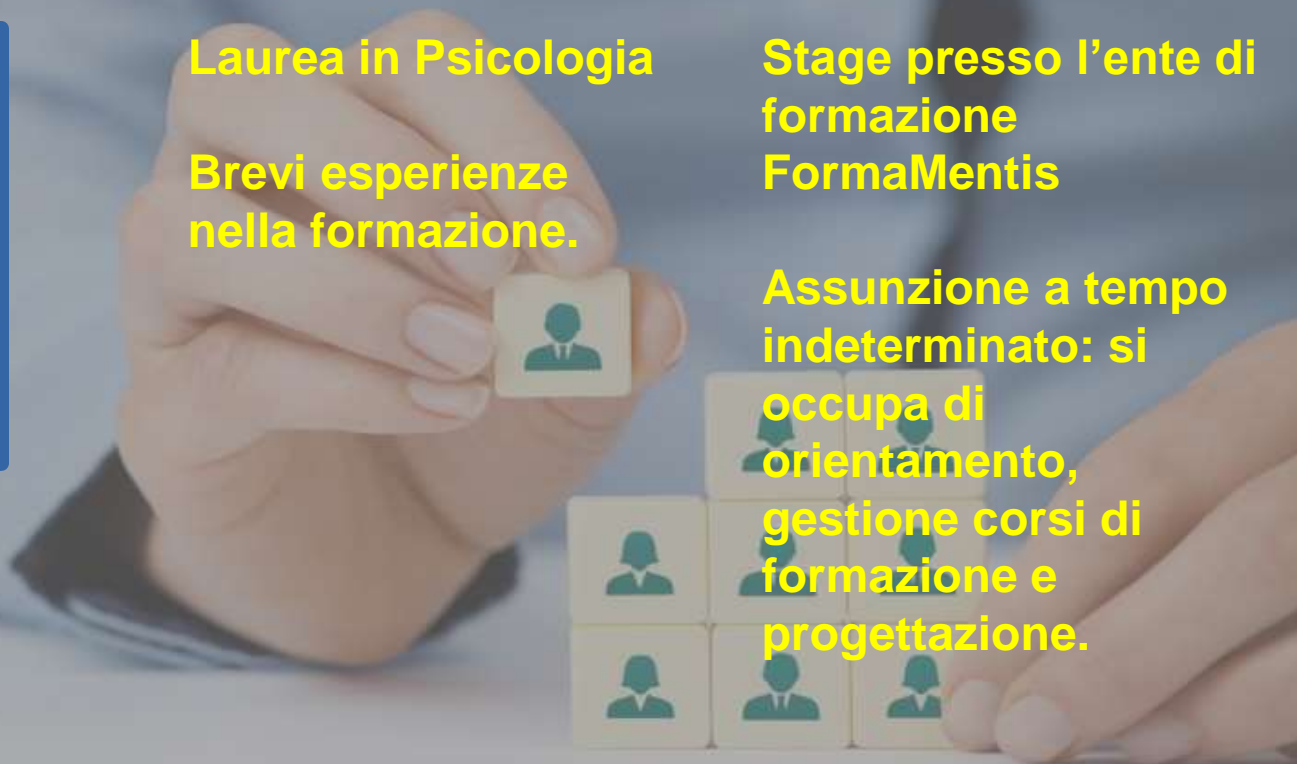 Laurea in Psicologia
Brevi esperienze
nella formazione.
Stage presso l’ente di
formazione
FormaMentis
Assunzione a tempo
indeterminato: si
occupa di
orientamento,
gestione corsi di
formazione e
progettazione.